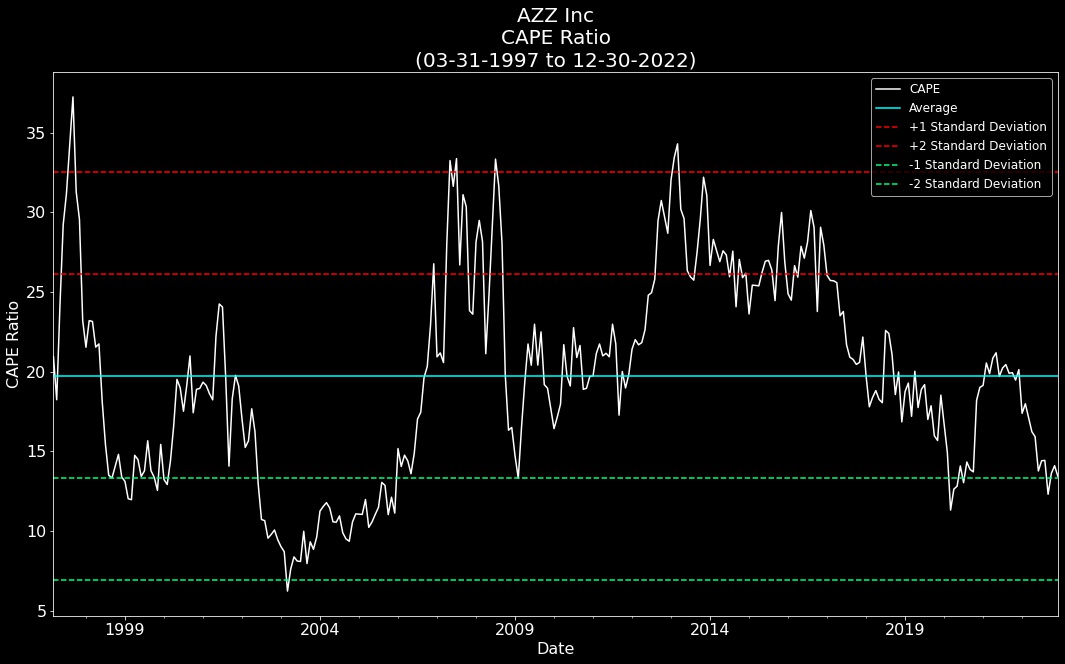 AZZ Inc
CAPE Ratio
(03-31-1997 to 12-30-2022)
CAPE
Average
+1 Standard Deviation
+2 Standard Deviation
-1 Standard Deviation
-2 Standard Deviation
CAPE Ratio
35
30
25
20
15
10
5
1999
2004
2009
2014
2019
Date